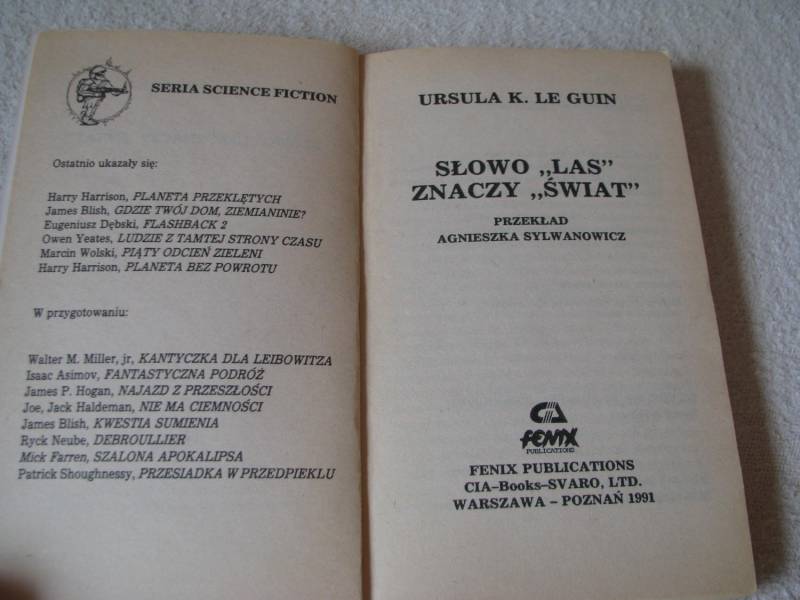 SERIA SCIENCE FICTION
Ostatnio ukazały się:
Harry Harrison, PLANETA PRZEKLĘTYCH
James Blish, GDZIE TWÓJ DOM, ZIEMIANINIE?
Eugeniusz Dębski, FLASHBACK 2
Owen Yeates, LUDZIE Z TAMTEJ STRONY CZASU
Marcin Wolski, PIĄTY ODCIEŃ ZIELENI
Harry Harrison, PLANETA BEZ POWROTU
W przygotowaniu:
Walter M. Miller, jr, KANTYCZKA DLA LEIBOWITZA
Isaac Asimov, FANTASTYCZNA PODRÓŻ
James P. Hogan, NAJAZD Z PRZESZŁOŚCI
Joe, Jack Haldeman, NIE MA CIEMNOŚCI
James Blish, KWESTIA SUMIENIA
Ryck Neube, DEBROULLIER
Mick Farren, SZALONA APOKALIPSA
Patrick Shoughnessy, PRZESIADKA W PRZEDPIEKLU
URSULA K. LE GUIN
SŁOWO „LAS”
ZNACZY „ŚWIAT”
PRZEKŁAD
AGNIESZKA SYLWANOWICZ
CIA
FENIX
PUBLICATIONS
FENIX PUBLICATIONS
CIA–Books–SVARO, LTD.
WARSZAWA – POZNAŃ 1991